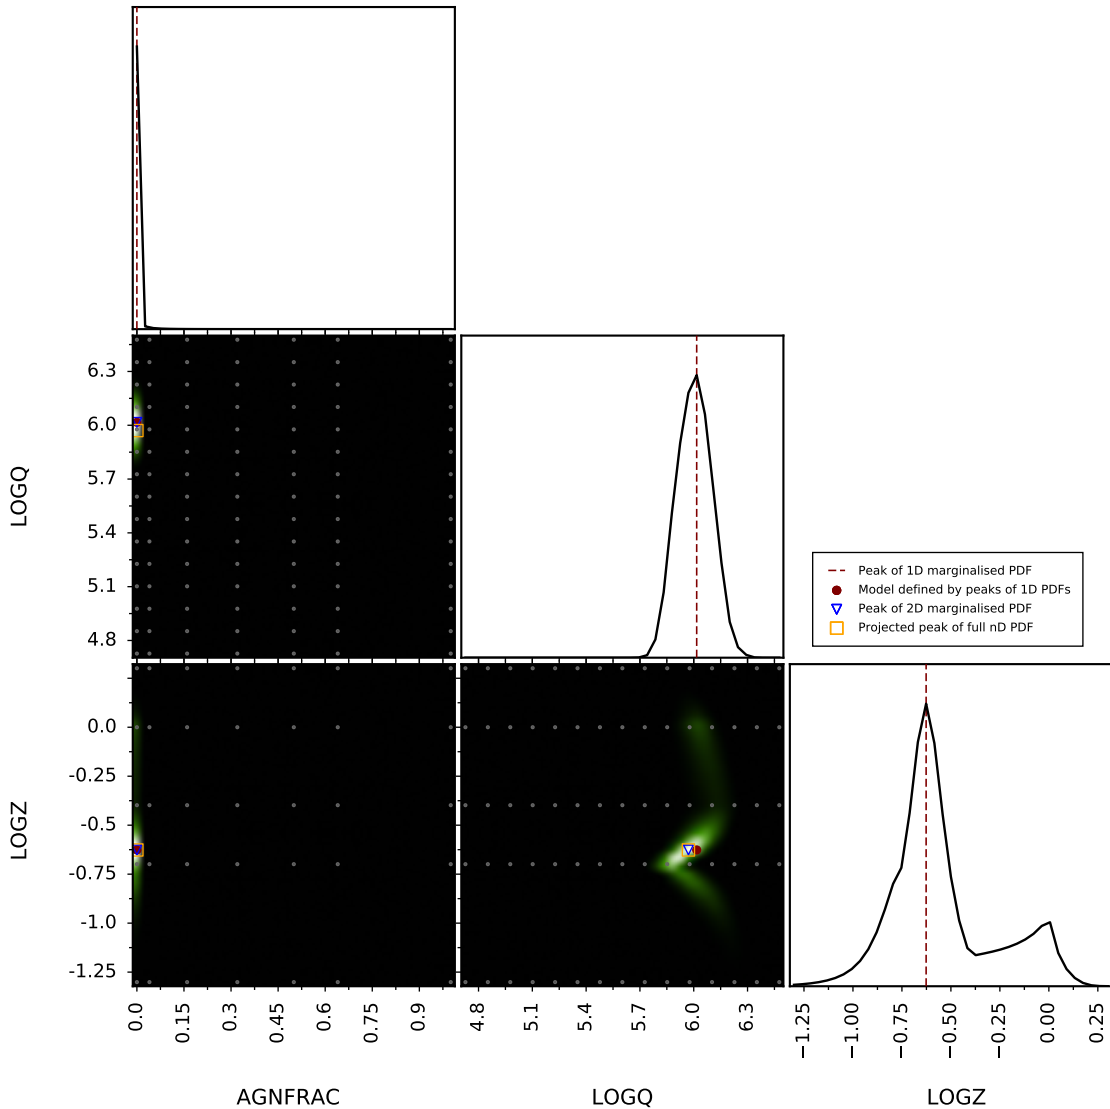 6.3
6.0
5.7
5.4
5.1
4.8
LOGQ
Peak of 1D marginalised PDF
Model defined by peaks of 1D PDFs
Peak of 2D marginalised PDF
Projected peak of full nD PDF
0.0
-0.25
-0.5
-0.75
-1.0
-1.25
LOGZ
0.0 0.15 0.3 0.45 0.6 0.75 0.9
4.8 5.1 5.4 5.7 6.0 6.3
−1.25 −1.00 −0.75 −0.50 −0.25 0.00 0.25
AGNFRAC LOGQ LOGZ